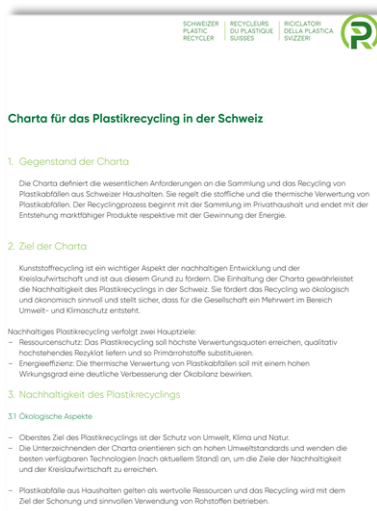 SCHWEIZER PLASTIC RECYCLER
RECYCLEURS DU PLASTIQUE SUISSES
RICICLATORI DELLA PLASTICA SVIZZERI
Charta für das Plastikrecycling in der Schweiz
1. Gegenstand der Charta
Die Charta definiert die wesentlichen Anforderungen an die Sammlung und das Recycling von
Plastikabfällen aus Schweizer Haushalten. Sie regelt die stoffliche und die thermische Verwertung von
Plastikabfällen. Der Recyclingprozess beginnt mit der Sammlung im Privathaushalt und endet mit der
Entstehung marktfähiger Produkte respektive mit der Gewinnung der Energie.
2. Ziel der Charta
Kunststoffrecycling ist ein wichtiger Aspekt der nachhaltigen Entwicklung und der
Kreislaufwirtschaft und ist aus diesem Grund zu fördern. Die Einhaltung der Charta gewährleistet
die Nachhaltigkeit des Plastikrecyclings in der Schweiz. Sie fördert das Recycling wo ökologisch
und ökonomisch sinnvoll und stellt sicher, dass für die Gesellschaft ein Mehrwert im Bereich
Umwelt- und Klimaschutz entsteht.
Nachhaltiges Plastikrecycling verfolgt zwei Hauptziele:
– Ressourcenschutz: Das Plastikrecycling soll höchste Verwertungsquoten erreichen, qualitativ
hochstehendes Rezyklat liefern und so Primärrohstoffe substituieren.
– Energieeffizienz: Die thermische Verwertung von Plastikabfällen soll mit einem hohen
Wirkungsgrad eine deutliche Verbesserung der Ökobilanz bewirken.
3. Nachhaltigkeit des Plastikrecyclings
3.1 Ökologische Aspekte
– Oberstes Ziel des Plastikrecyclings ist der Schutz von Umwelt, Klima und Natur.
– Die Unterzeichnenden der Charta orientieren sich an hohen Umweltstandards und wenden die
besten verfügbaren Technologien (nach aktuellem Stand) an, um die Ziele der Nachhaltigkeit
und der Kreislaufwirtschaft zu erreichen.
– Plastikabfälle aus Haushalten gelten als wertvolle Ressourcen und das Recycling wird mit dem
Ziel der Schonung und sinnvollen Verwendung von Rohstoffen betrieben.